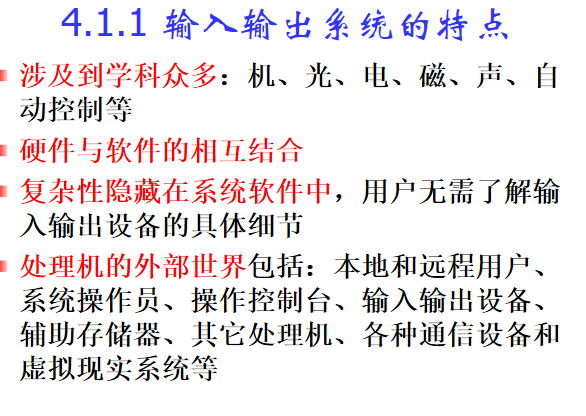 4.1.1 输入输出系统的特点
涉及到学科众多：机、光、电、磁、声、自
动控制等
硬件与软件的相互结合
复杂性隐藏在系统软件中，用户无需了解输
入输出设备的具体细节
处理机的外部世界包括：本地和远程用户、
系统操作员、操作控制台、输入输出设备、
辅助存储器、其它处理机、各种通信设备和
虚拟现实系统等